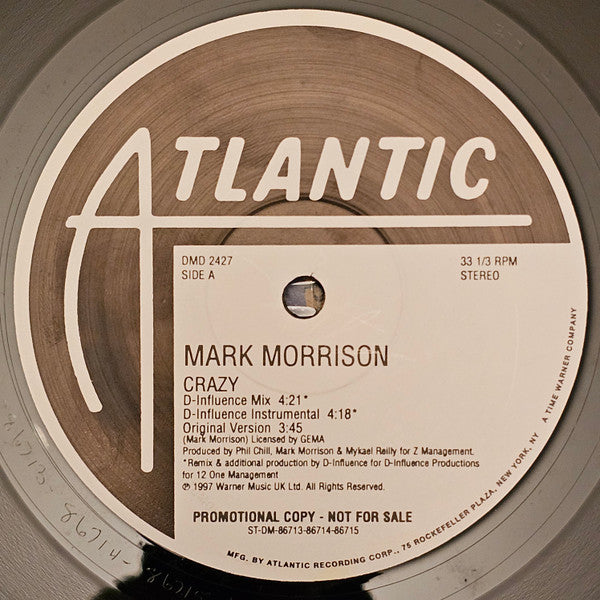 ATLANTIC
DMD 2427
SIDE A
33 1/3 RPM
STEREO
MARK MORRISON
CRAZY
D-Influence Mix 4:21*
D-Influence Instrumental 4:18*
Original Version 3:45
(Mark Morrison) Licensed by GEMA
Produced by Phil Chill, Mark Morrison & Mykael Reilly for Z Management.
*Remix & additional production by D-Influence for D-Influence Productions
for 12 One Management
℗ 1997 Warner Music UK Ltd. All Rights Reserved.
PROMOTIONAL COPY - NOT FOR SALE
ST-DM-86713-86714-86715
MFG. BY ATLANTIC RECORDING CORP., 75 ROCKEFELLER PLAZA, NEW YORK, NY A TIME WARNER COMPANY